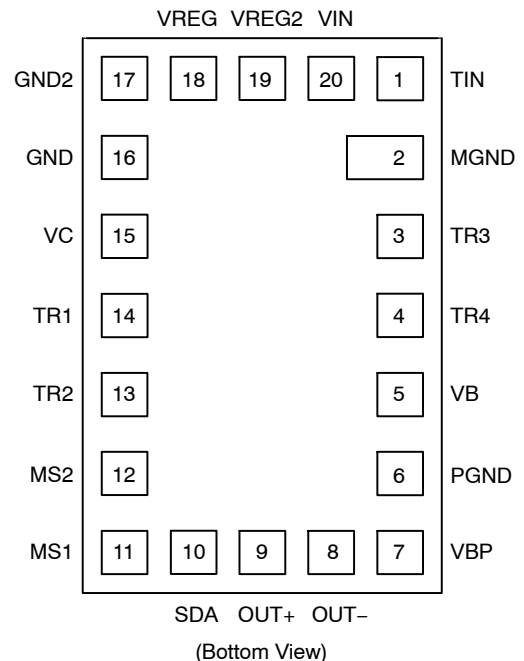 VREG VREG2 VIN
GND2 17 18 19 20 1 TIN
GND 16 2 MGND
VC 15 3 TR3
TR1 14 4 TR4
TR2 13 5 VB
MS2 12 6 PGND
MS1 11 10 9 8 7 VBP
SDA OUT+ OUT−
(Bottom View)